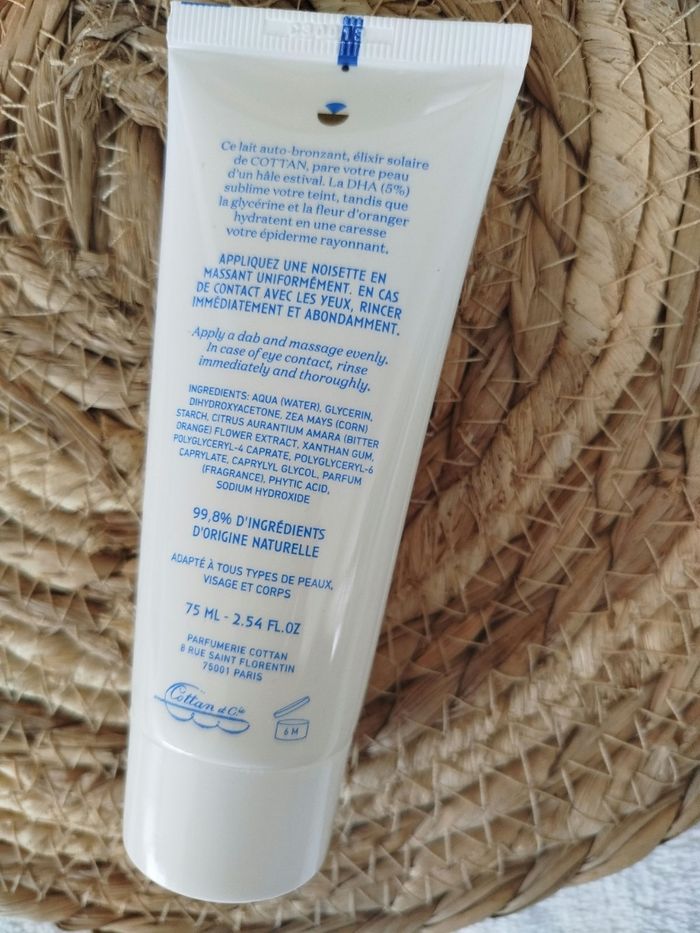 Ce lait auto-bronzant, élixir solaire
de COTTAN, pare votre peau
d'un hâle estival. La DHA (5%)
sublime votre teint, tandis que
la glycérine et la fleur d'oranger
hydratent en une caresse
votre épiderme rayonnant.
APPLIQUEZ UNE NOISETTE EN
MASSANT UNIFORMÉMENT. EN CAS
DE CONTACT AVEC LES YEUX, RINCER
IMMÉDIATEMENT ET ABONDAMMENT.
Apply a dab and massage evenly.
In case of eye contact, rinse
immediately and thoroughly.
INGREDIENTS: AQUA (WATER), GLYCERIN,
DIHYDROXYACETONE, ZEA MAYS (CORN)
STARCH, CITRUS AURANTIUM AMARA (BITTER
ORANGE) FLOWER EXTRACT, XANTHAN GUM,
POLYGLYCERYL-4 CAPRATE, POLYGLYCERYL-6
CAPRYLATE, CAPRYLYL GLYCOL, PARFUM
(FRAGRANCE), PHYTIC ACID,
SODIUM HYDROXIDE
99,8% D'INGRÉDIENTS
D'ORIGINE NATURELLE
ADAPTÉ À TOUS TYPES DE PEAUX,
VISAGE ET CORPS
75 ML - 2.54 FL.OZ
PARFUMERIE COTTAN
8 RUE SAINT FLORENTIN
75001 PARIS
Cottan & Cie
6 M